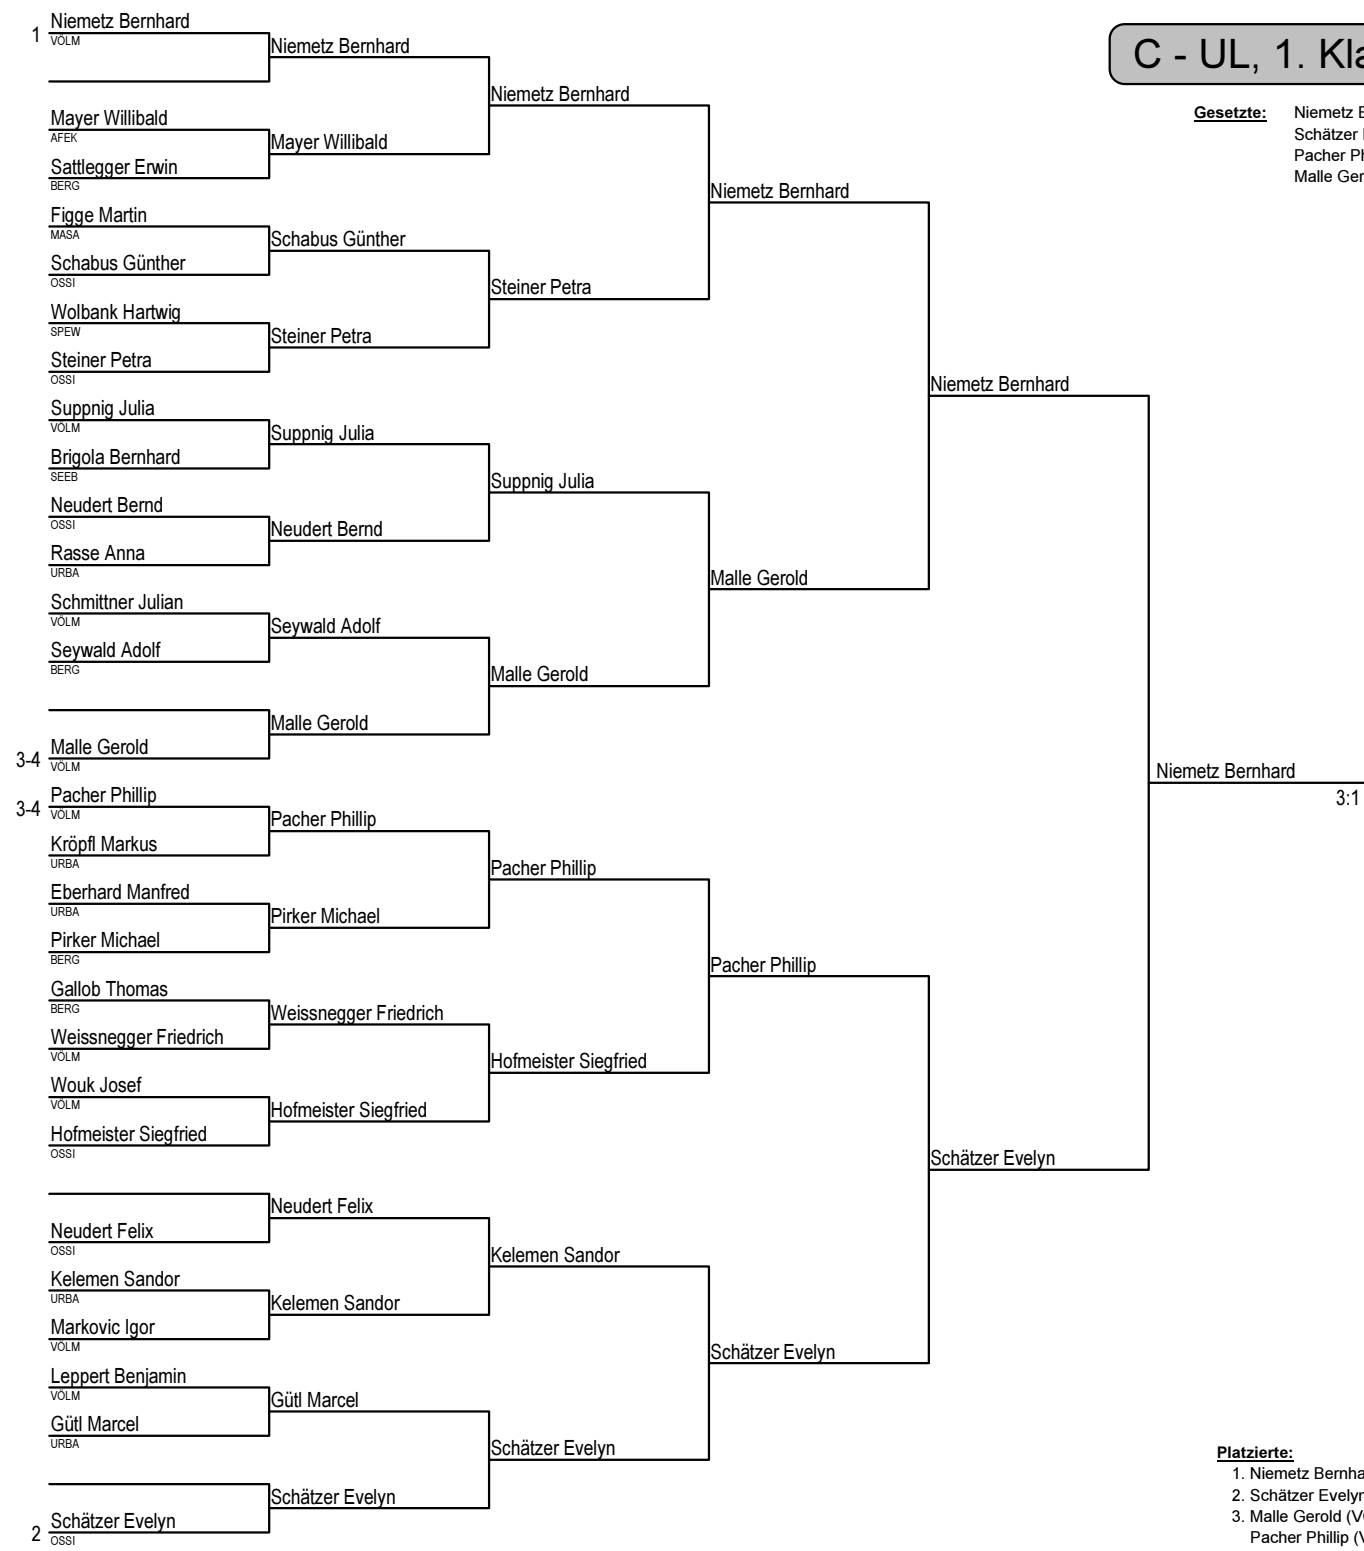 C - UL, 1. Kla
Gesetzte: Niemetz B
Schätzer
Pacher Ph
Malle Ger
1 Niemetz Bernhard
VÖLM
Mayer Willibald
AFEK
Sattlegger Erwin
BERG
Figge Martin
MASA
Schabus Günther
OSSI
Wolbank Hartwig
SPEW
Steiner Petra
OSSI
Suppnig Julia
VÖLM
Brigola Bernhard
SEEB
Neudert Bernd
OSSI
Rasse Anna
URBA
Schmittner Julian
VÖLM
Seywald Adolf
BERG
3-4 Malle Gerold
VÖLM
3-4 Pacher Phillip
VÖLM
Kröpfl Markus
URBA
Eberhard Manfred
URBA
Pirker Michael
BERG
Gallob Thomas
BERG
Weissnegger Friedrich
VÖLM
Wouk Josef
VÖLM
Hofmeister Siegfried
OSSI
Neudert Felix
OSSI
Kelemen Sandor
URBA
Markovic Igor
VÖLM
Leppert Benjamin
VÖLM
Gütl Marcel
URBA
2 Schätzer Evelyn
OSSI
Niemetz Bernhard
Mayer Willibald
Schabus Günther
Steiner Petra
Suppnig Julia
Neudert Bernd
Seywald Adolf
Malle Gerold
Pacher Phillip
Pirker Michael
Weissnegger Friedrich
Hofmeister Siegfried
Neudert Felix
Kelemen Sandor
Gütl Marcel
Schätzer Evelyn
Niemetz Bernhard
Steiner Petra
Suppnig Julia
Malle Gerold
Pacher Phillip
Hofmeister Siegfried
Kelemen Sandor
Schätzer Evelyn
Niemetz Bernhard
Malle Gerold
Pacher Phillip
Schätzer Evelyn
Niemetz Bernhard
Schätzer Evelyn
Niemetz Bernhard
3:1
Platzierte:
1. Niemetz Bernha
2. Schätzer Evelyn
3. Malle Gerold (VÖ
Pacher Phillip (V